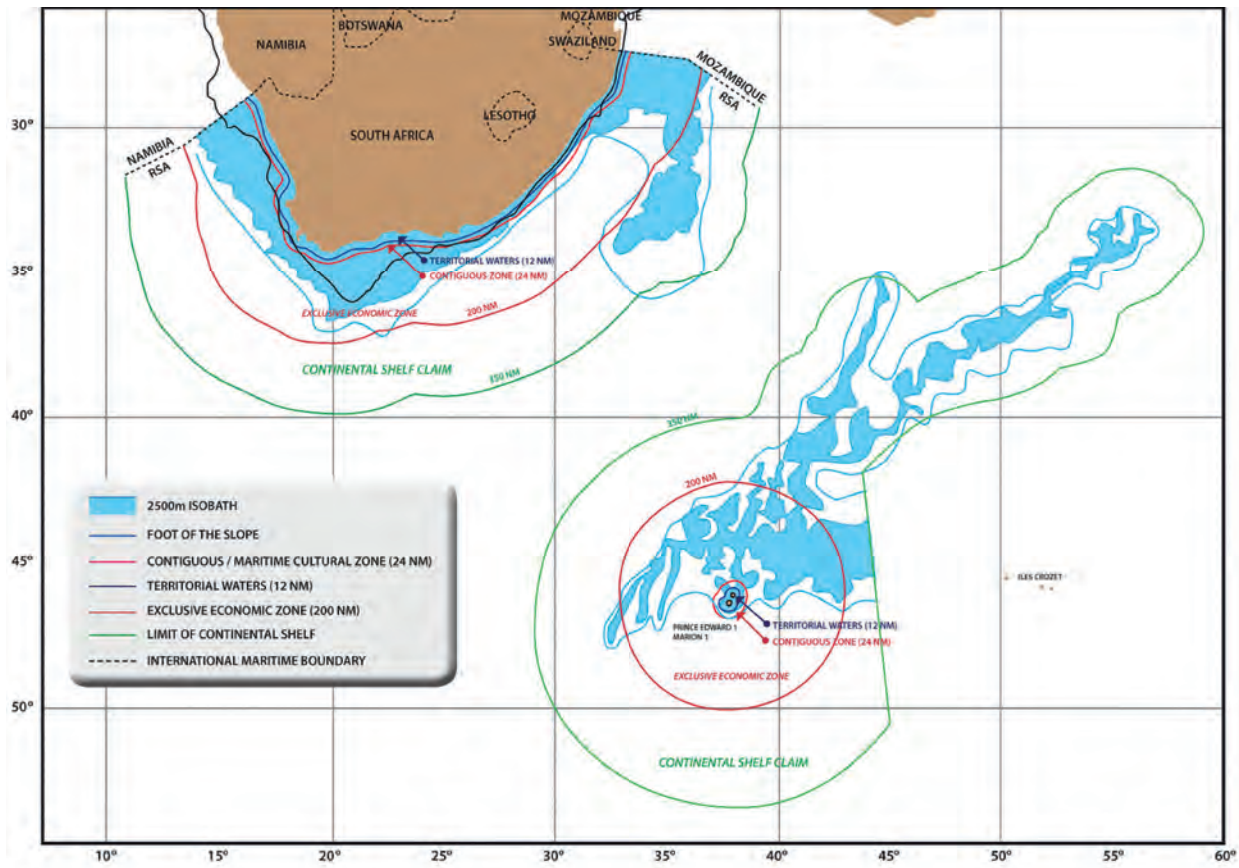 MOZAMBIQUE
BOTSWANA
NAMIBIA
SWAZILAND
MOZAMBIQUE
RSA
LESOTHO
30°
SOUTH AFRICA
NAMIBIA
RSA
TERRITORIAL WATERS (12 NM)
35°
CONTIGUOUS ZONE (24 NM)
EXCLUSIVE ECONOMIC ZONE
200 NM
CONTINENTAL SHELF CLAIM
350 NM
40°
350 NM
200 NM
2500m ISOBATH
FOOT OF THE SLOPE
CONTIGUOUS / MARITIME CULTURAL ZONE (24 NM)
TERRITORIAL WATERS (12 NM)
EXCLUSIVE ECONOMIC ZONE (200 NM)
LIMIT OF CONTINENTAL SHELF
INTERNATIONAL MARITIME BOUNDARY
45°
ILES CROZET
PRINCE EDWARD 1
MARION 1
TERRITORIAL WATERS (12 NM)
CONTIGUOUS ZONE (24 NM)
EXCLUSIVE ECONOMIC ZONE
50°
CONTINENTAL SHELF CLAIM
10° 15° 20° 25° 30° 35° 40° 45° 50° 55° 60°